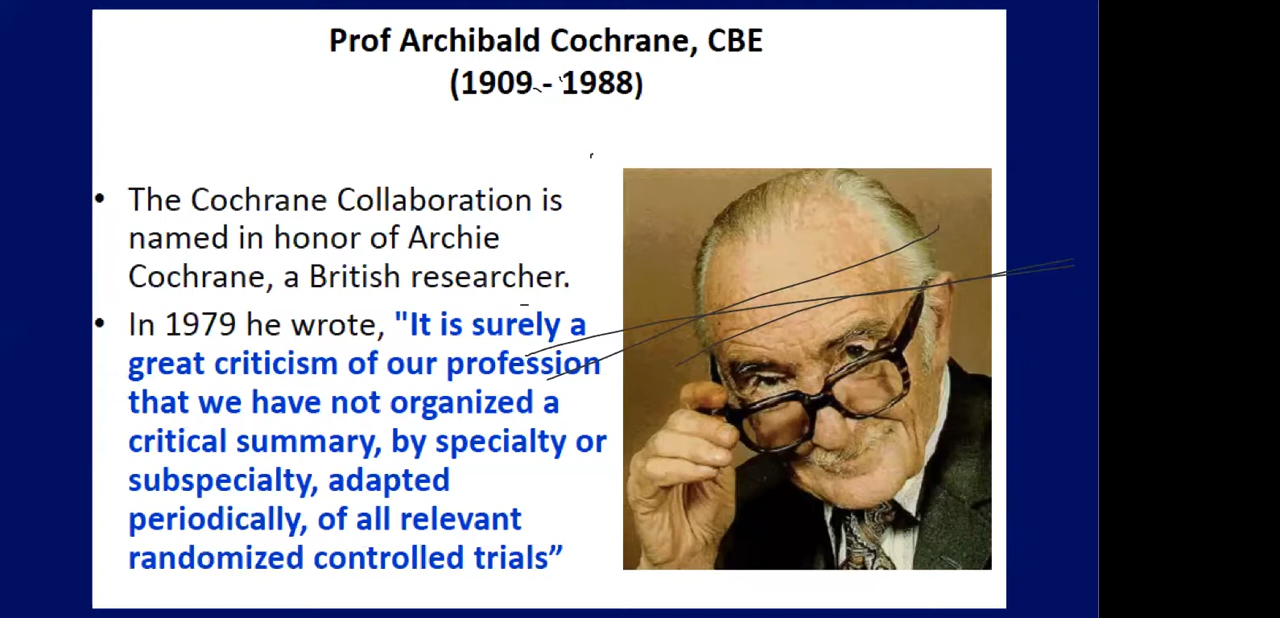 Prof Archibald Cochrane, CBE
(1909 - 1988)
• The Cochrane Collaboration is
named in honor of Archie
Cochrane, a British researcher.
• In 1979 he wrote, "It is surely a
great criticism of our profession
that we have not organized a
critical summary, by specialty or
subspecialty, adapted
periodically, of all relevant
randomized controlled trials”